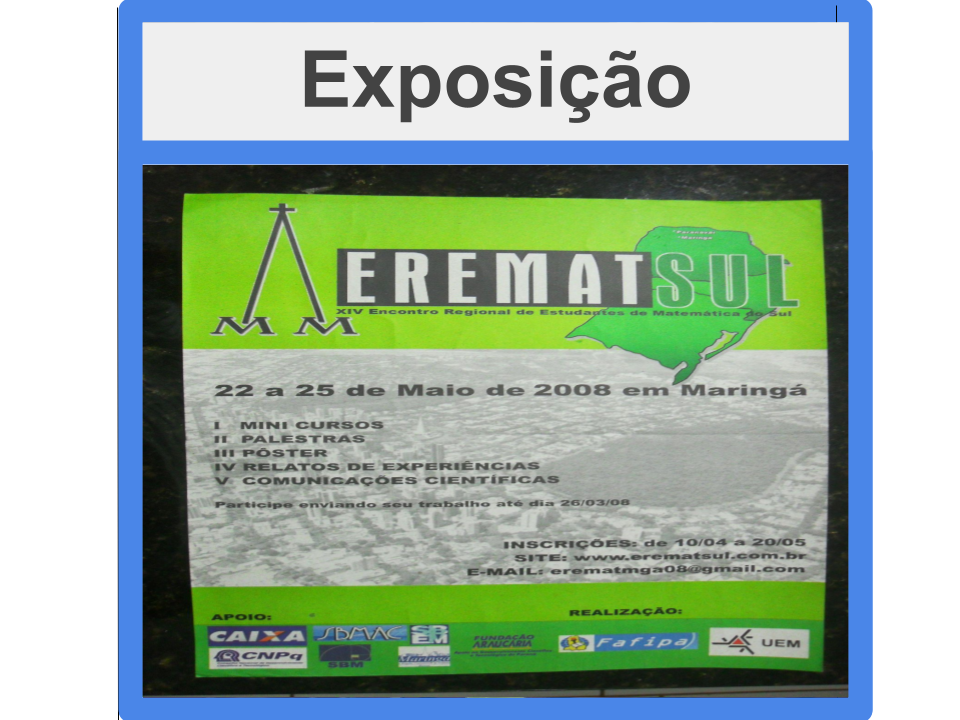 Exposição
EREMATSUL
XIV Encontro Regional de Estudantes de Matemática do Sul
M M
22 a 25 de Maio de 2008 em Maringá
I MINI CURSOS
II PALESTRAS
III PÔSTER
IV RELATOS DE EXPERIÊNCIAS
V COMUNICAÇÕES CIENTÍFICAS
Participe enviando seu trabalho até dia 26/03/08
INSCRIÇÕES: de 10/04 a 20/05
SITE: www.erematsul.com.br
E-MAIL: erematmga08@gmail.com
APOIO:
REALIZAÇÃO:
CAIXA SBMAC SBEM
FUNDAÇÃO ARAUCÁRIA
Fafipa UEM
CNPq SBM Maringá